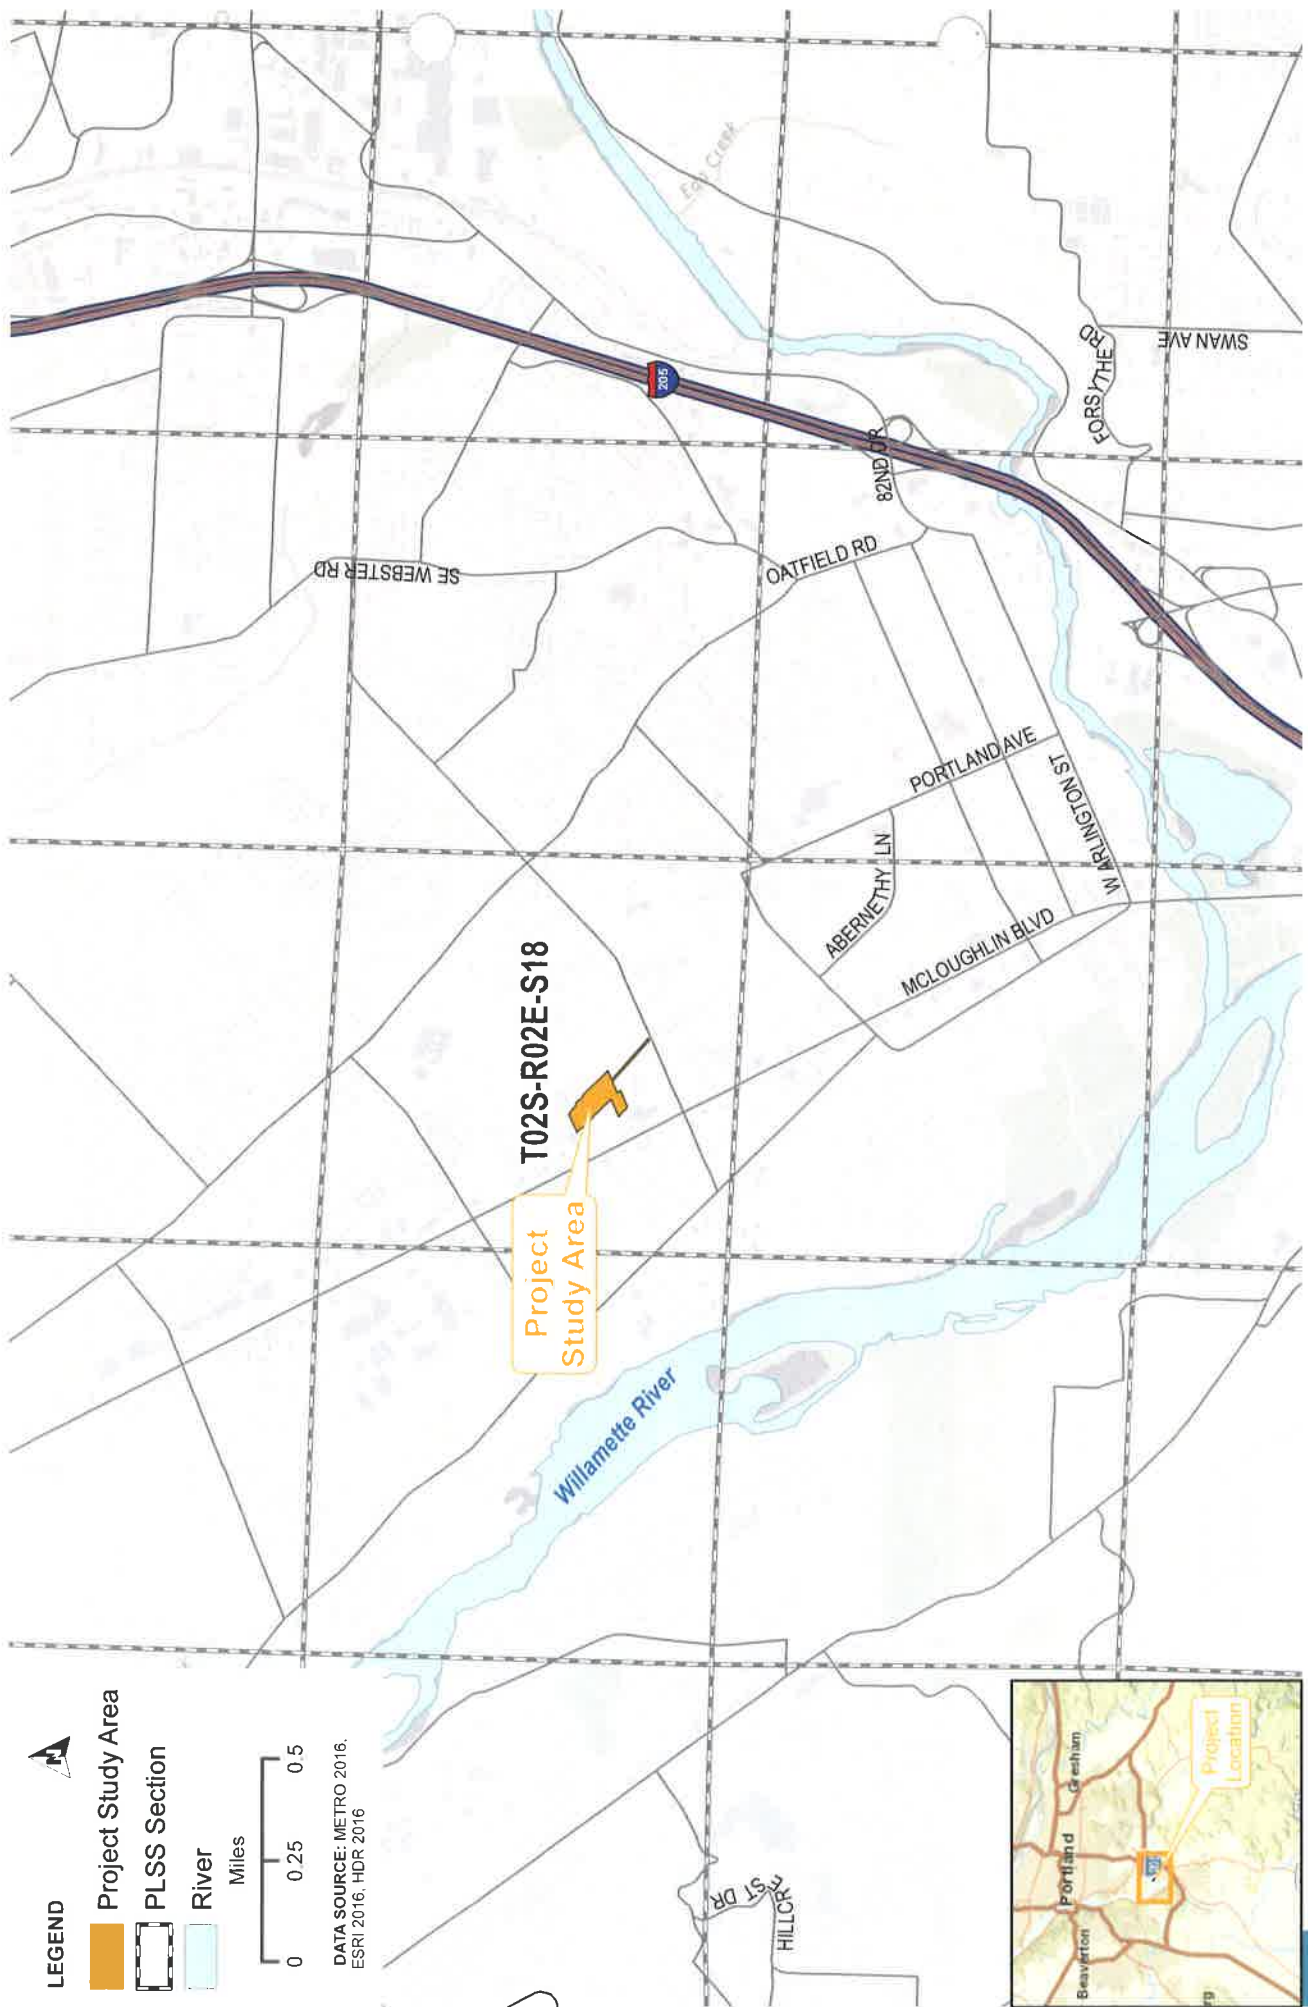 LEGEND
N
Project Study Area
PLSS Section
River
Miles
0 0.25 0.5
DATA SOURCE: METRO 2016,
ESRI 2016, HDR 2016
SE WEBSTER RD
205
82ND DR
OATFIELD RD
FORSYTHE RD
SWAN AVE
PORTLAND AVE
ABERNETHY LN
W ARLINGTON ST
MCLOUGHLIN BLVD
T02S-R02E-S18
Project
Study Area
Willamette River
HILLCREST DR
Beaverton
Portland
Gresham
Project
Location